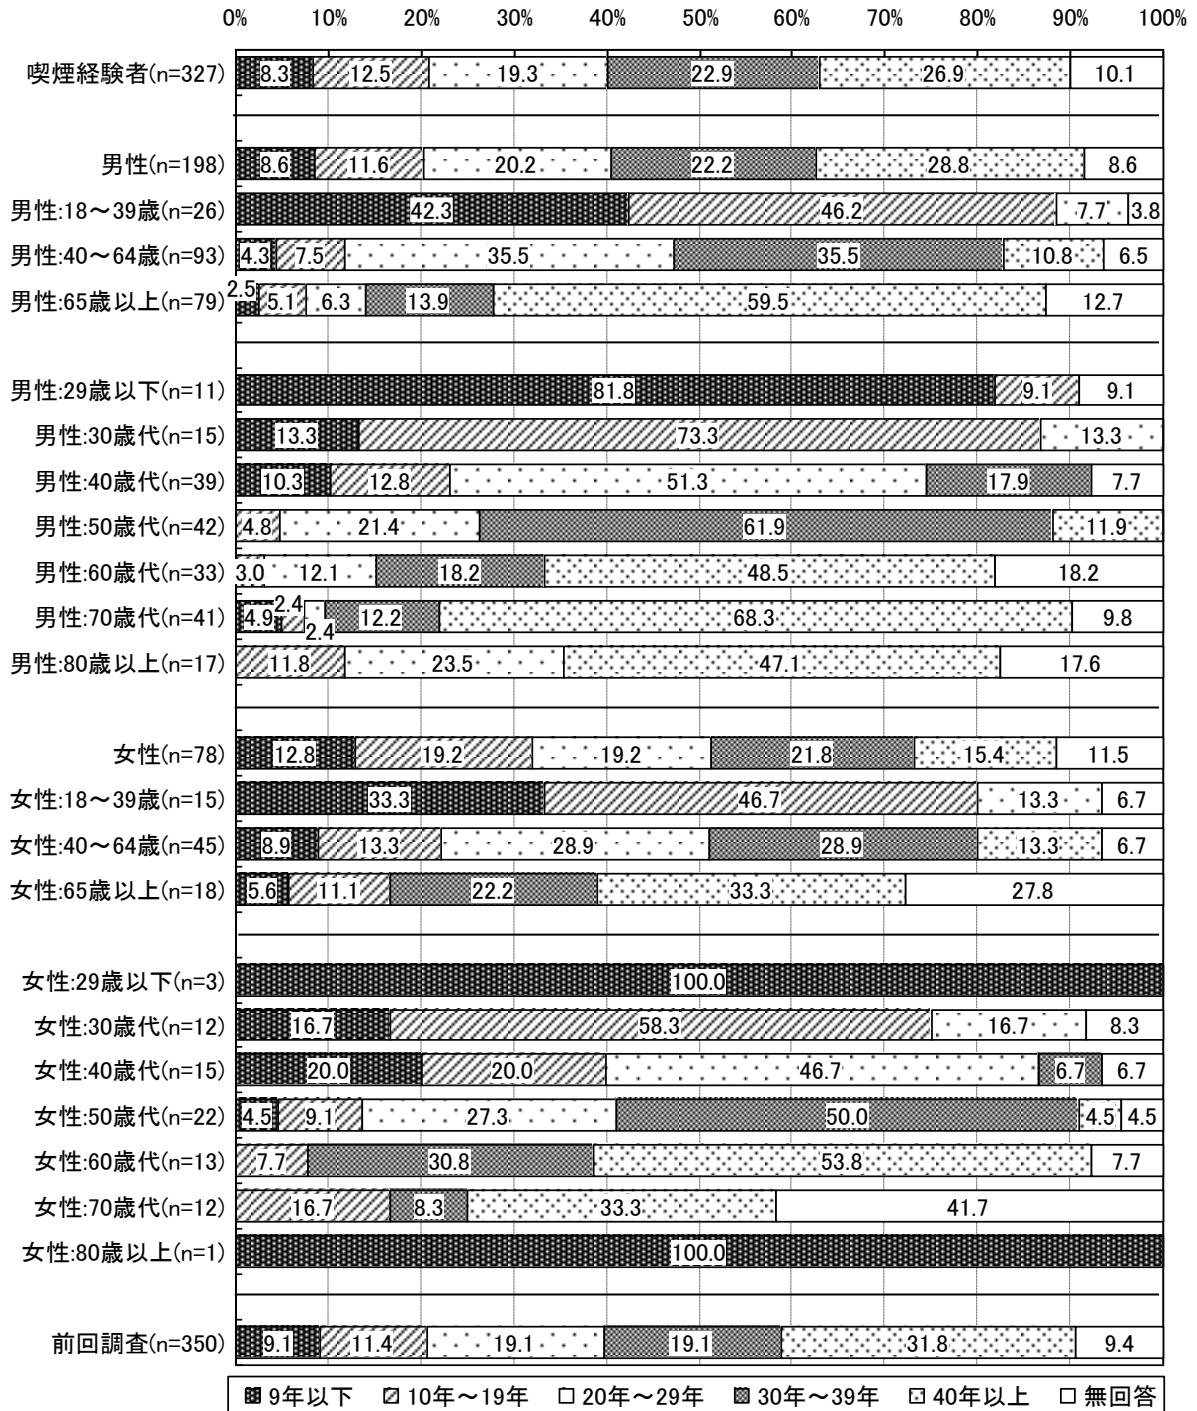 0% 10% 20% 30% 40% 50% 60% 70% 80% 90% 100%
喫煙経験者(n=327) 8.3 12.5 19.3 22.9 26.9 10.1
男性(n=198) 8.6 11.6 20.2 22.2 28.8 8.6
男性:18～39歳(n=26) 42.3 46.2 7.7 3.8
男性:40～64歳(n=93) 4.3 7.5 35.5 35.5 10.8 6.5
男性:65歳以上(n=79) 2.5 5.1 6.3 13.9 59.5 12.7
男性:29歳以下(n=11) 81.8 9.1 9.1
男性:30歳代(n=15) 13.3 73.3 13.3
男性:40歳代(n=39) 10.3 12.8 51.3 17.9 7.7
男性:50歳代(n=42) 4.8 21.4 61.9 11.9
男性:60歳代(n=33) 3.0 12.1 18.2 48.5 18.2
男性:70歳代(n=41) 4.9 2.4 2.4 12.2 68.3 9.8
男性:80歳以上(n=17) 11.8 23.5 47.1 17.6
女性(n=78) 12.8 19.2 19.2 21.8 15.4 11.5
女性:18～39歳(n=15) 33.3 46.7 13.3 6.7
女性:40～64歳(n=45) 8.9 13.3 28.9 28.9 13.3 6.7
女性:65歳以上(n=18) 5.6 11.1 22.2 33.3 27.8
女性:29歳以下(n=3) 100.0
女性:30歳代(n=12) 16.7 58.3 16.7 8.3
女性:40歳代(n=15) 20.0 20.0 46.7 6.7 6.7
女性:50歳代(n=22) 4.5 9.1 27.3 50.0 4.5 4.5
女性:60歳代(n=13) 7.7 30.8 53.8 7.7
女性:70歳代(n=12) 16.7 8.3 33.3 41.7
女性:80歳以上(n=1) 100.0
前回調査(n=350) 9.1 11.4 19.1 19.1 31.8 9.4
9年以下 10年～19年 20年～29年 30年～39年 40年以上 無回答